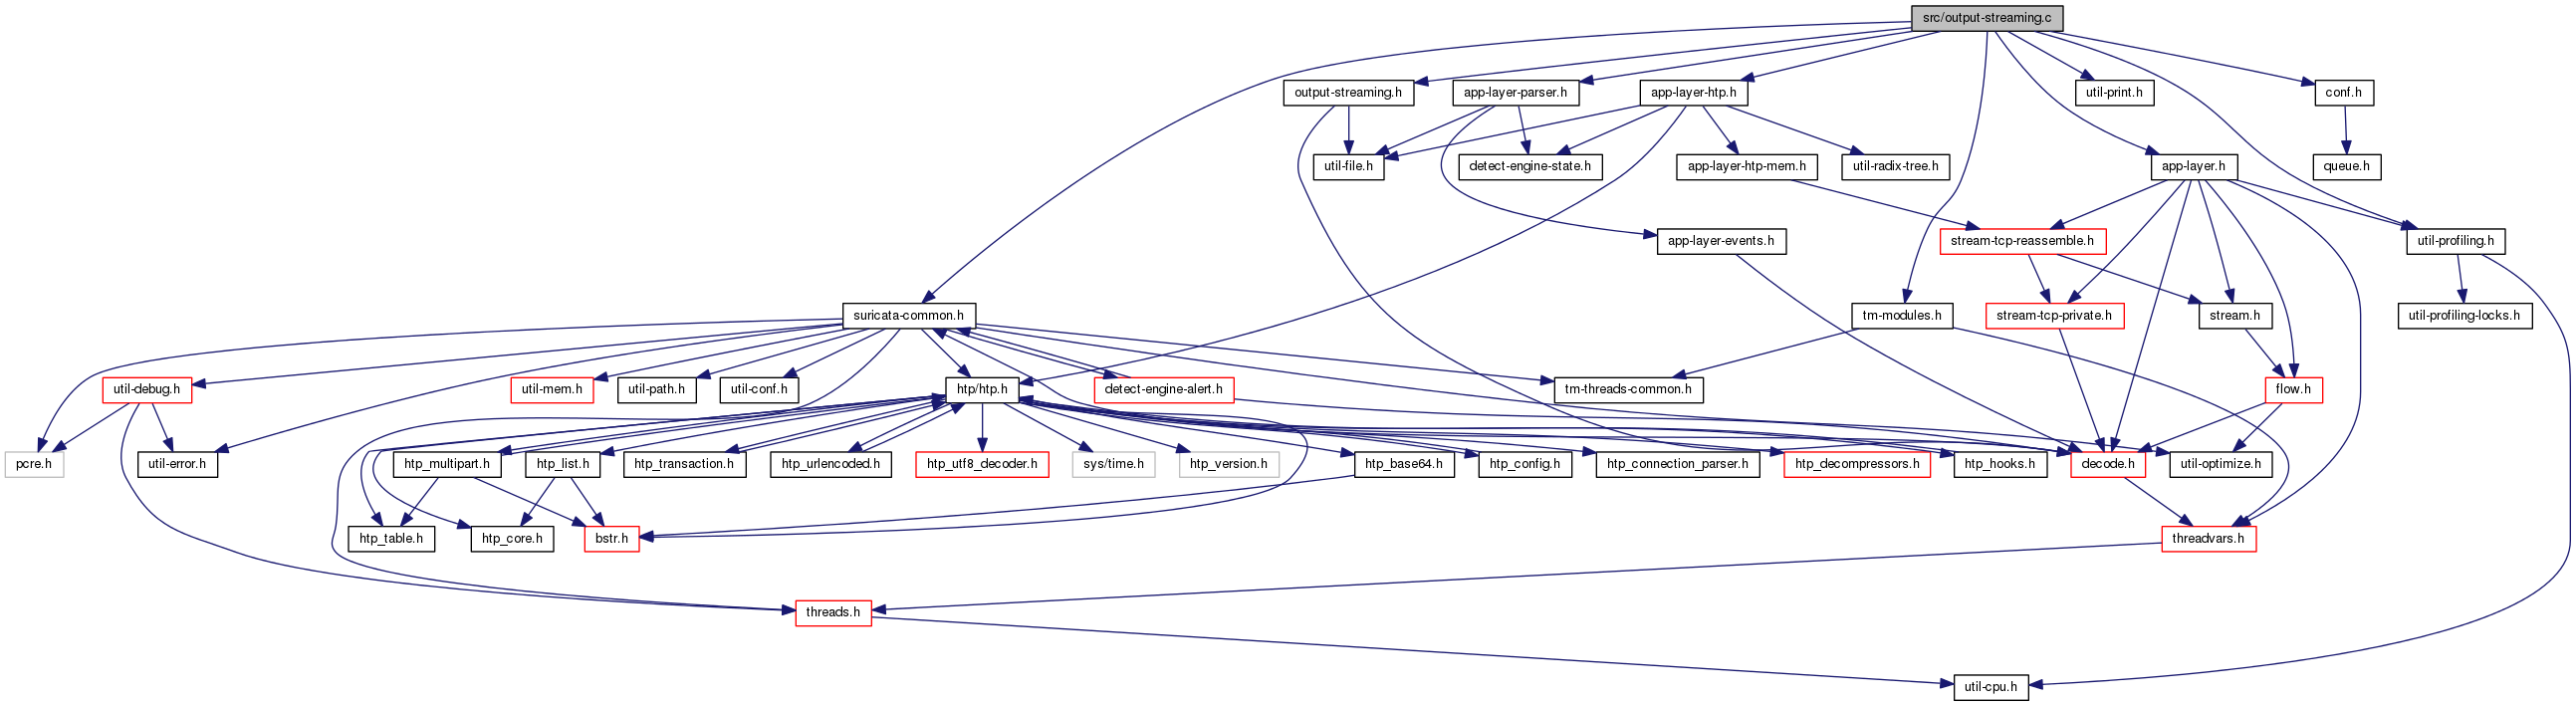 src/output-streaming.c
output-streaming.h
app-layer-parser.h
app-layer-htp.h
util-print.h
conf.h
util-file.h
detect-engine-state.h
app-layer-htp-mem.h
util-radix-tree.h
app-layer.h
queue.h
app-layer-events.h
stream-tcp-reassemble.h
util-profiling.h
suricata-common.h
tm-modules.h
stream-tcp-private.h
stream.h
util-profiling-locks.h
util-debug.h
util-mem.h
util-path.h
util-conf.h
htp/htp.h
detect-engine-alert.h
tm-threads-common.h
flow.h
pcre.h
util-error.h
htp_multipart.h
htp_list.h
htp_transaction.h
htp_urlencoded.h
htp_utf8_decoder.h
sys/time.h
htp_version.h
htp_base64.h
htp_config.h
htp_connection_parser.h
htp_decompressors.h
htp_hooks.h
decode.h
util-optimize.h
htp_table.h
htp_core.h
bstr.h
threadvars.h
threads.h
util-cpu.h